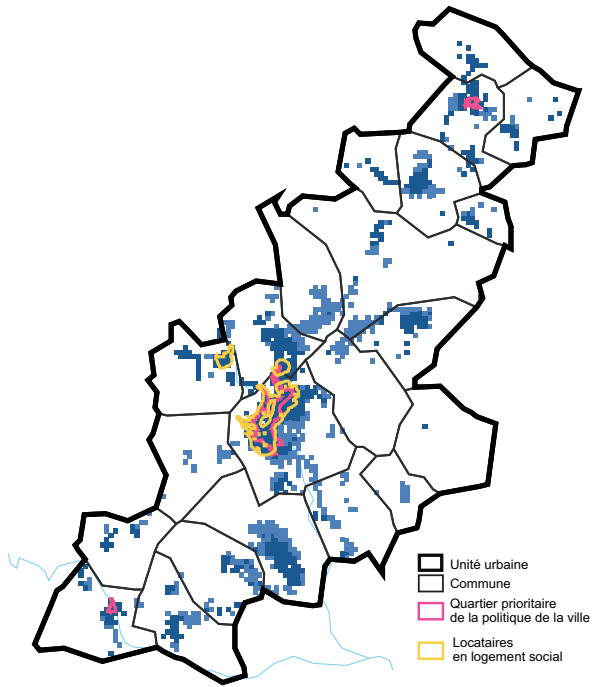 Unité urbaine
Commune
Quartier prioritaire
de la politique de la ville
Locataires
en logement social